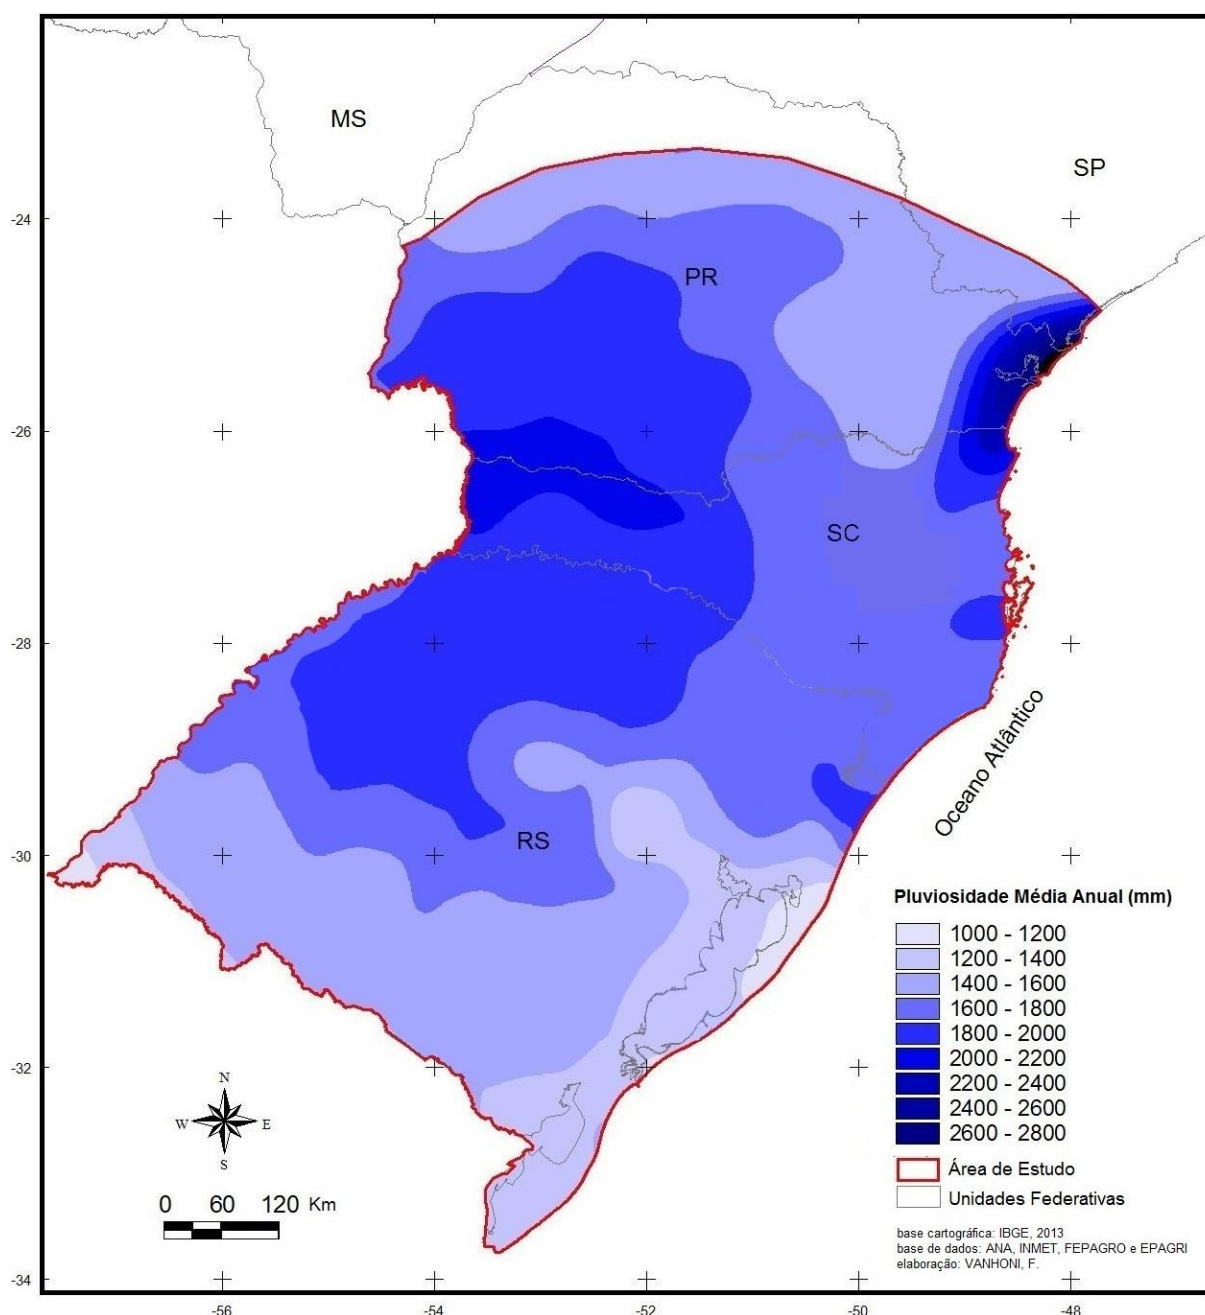 MS
SP
-24
PR
-26
SC
-28
Oceano Atlântico
-30
RS
Pluviosidade Média Anual (mm)
1000 - 1200
1200 - 1400
1400 - 1600
1600 - 1800
1800 - 2000
2000 - 2200
2200 - 2400
2400 - 2600
2600 - 2800
Área de Estudo
Unidades Federativas
base cartográfica: IBGE, 2013
base de dados: ANA, INMET, FEPAGRO e EPAGRI
elaboração: VANHONI, F.
-32
N
W E
S
0 60 120 Km
-34
-56 -54 -52 -50 -48